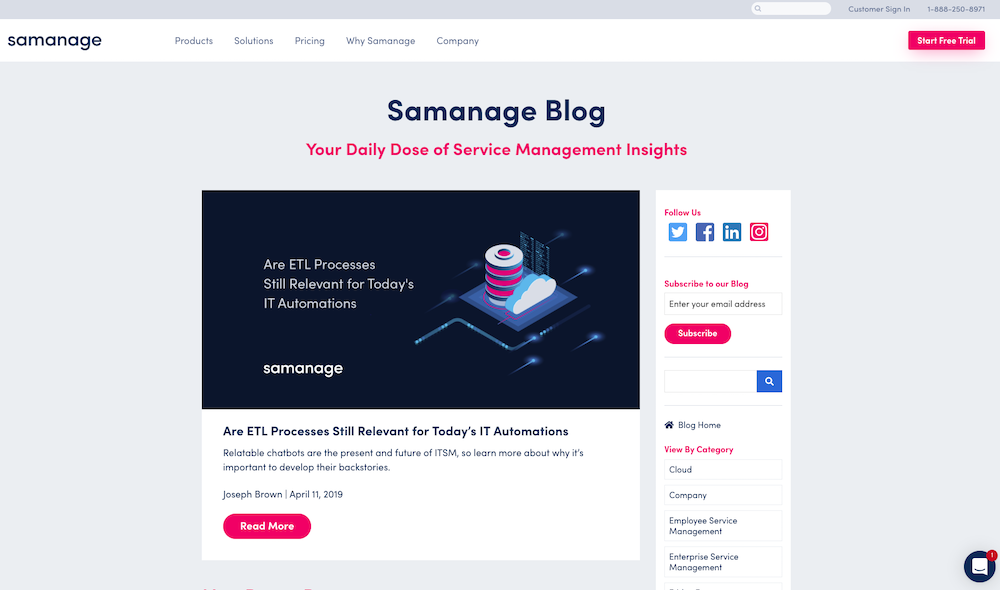 Customer Sign In 1-888-250-8971
samanage Products Solutions Pricing Why Samanage Company Start Free Trial
Samanage Blog
Your Daily Dose of Service Management Insights
Are ETL Processes
Still Relevant for Today's
IT Automations
samanage
Are ETL Processes Still Relevant for Today’s IT Automations
Relatable chatbots are the present and future of ITSM, so learn more about why it’s
important to develop their backstories.
Joseph Brown | April 11, 2019
Read More
Follow Us
Subscribe to our Blog
Enter your email address
Subscribe
Blog Home
View By Category
Cloud
Company
Employee Service
Management
Enterprise Service
Management
1